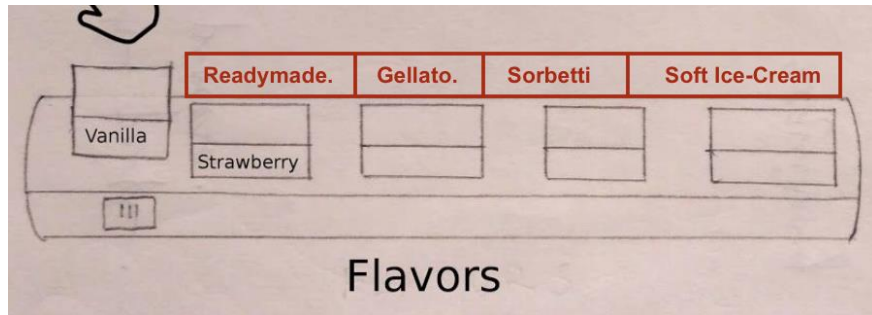 Readymade. Gellato. Sorbetti Soft Ice-Cream
Vanilla
Strawberry
Flavors